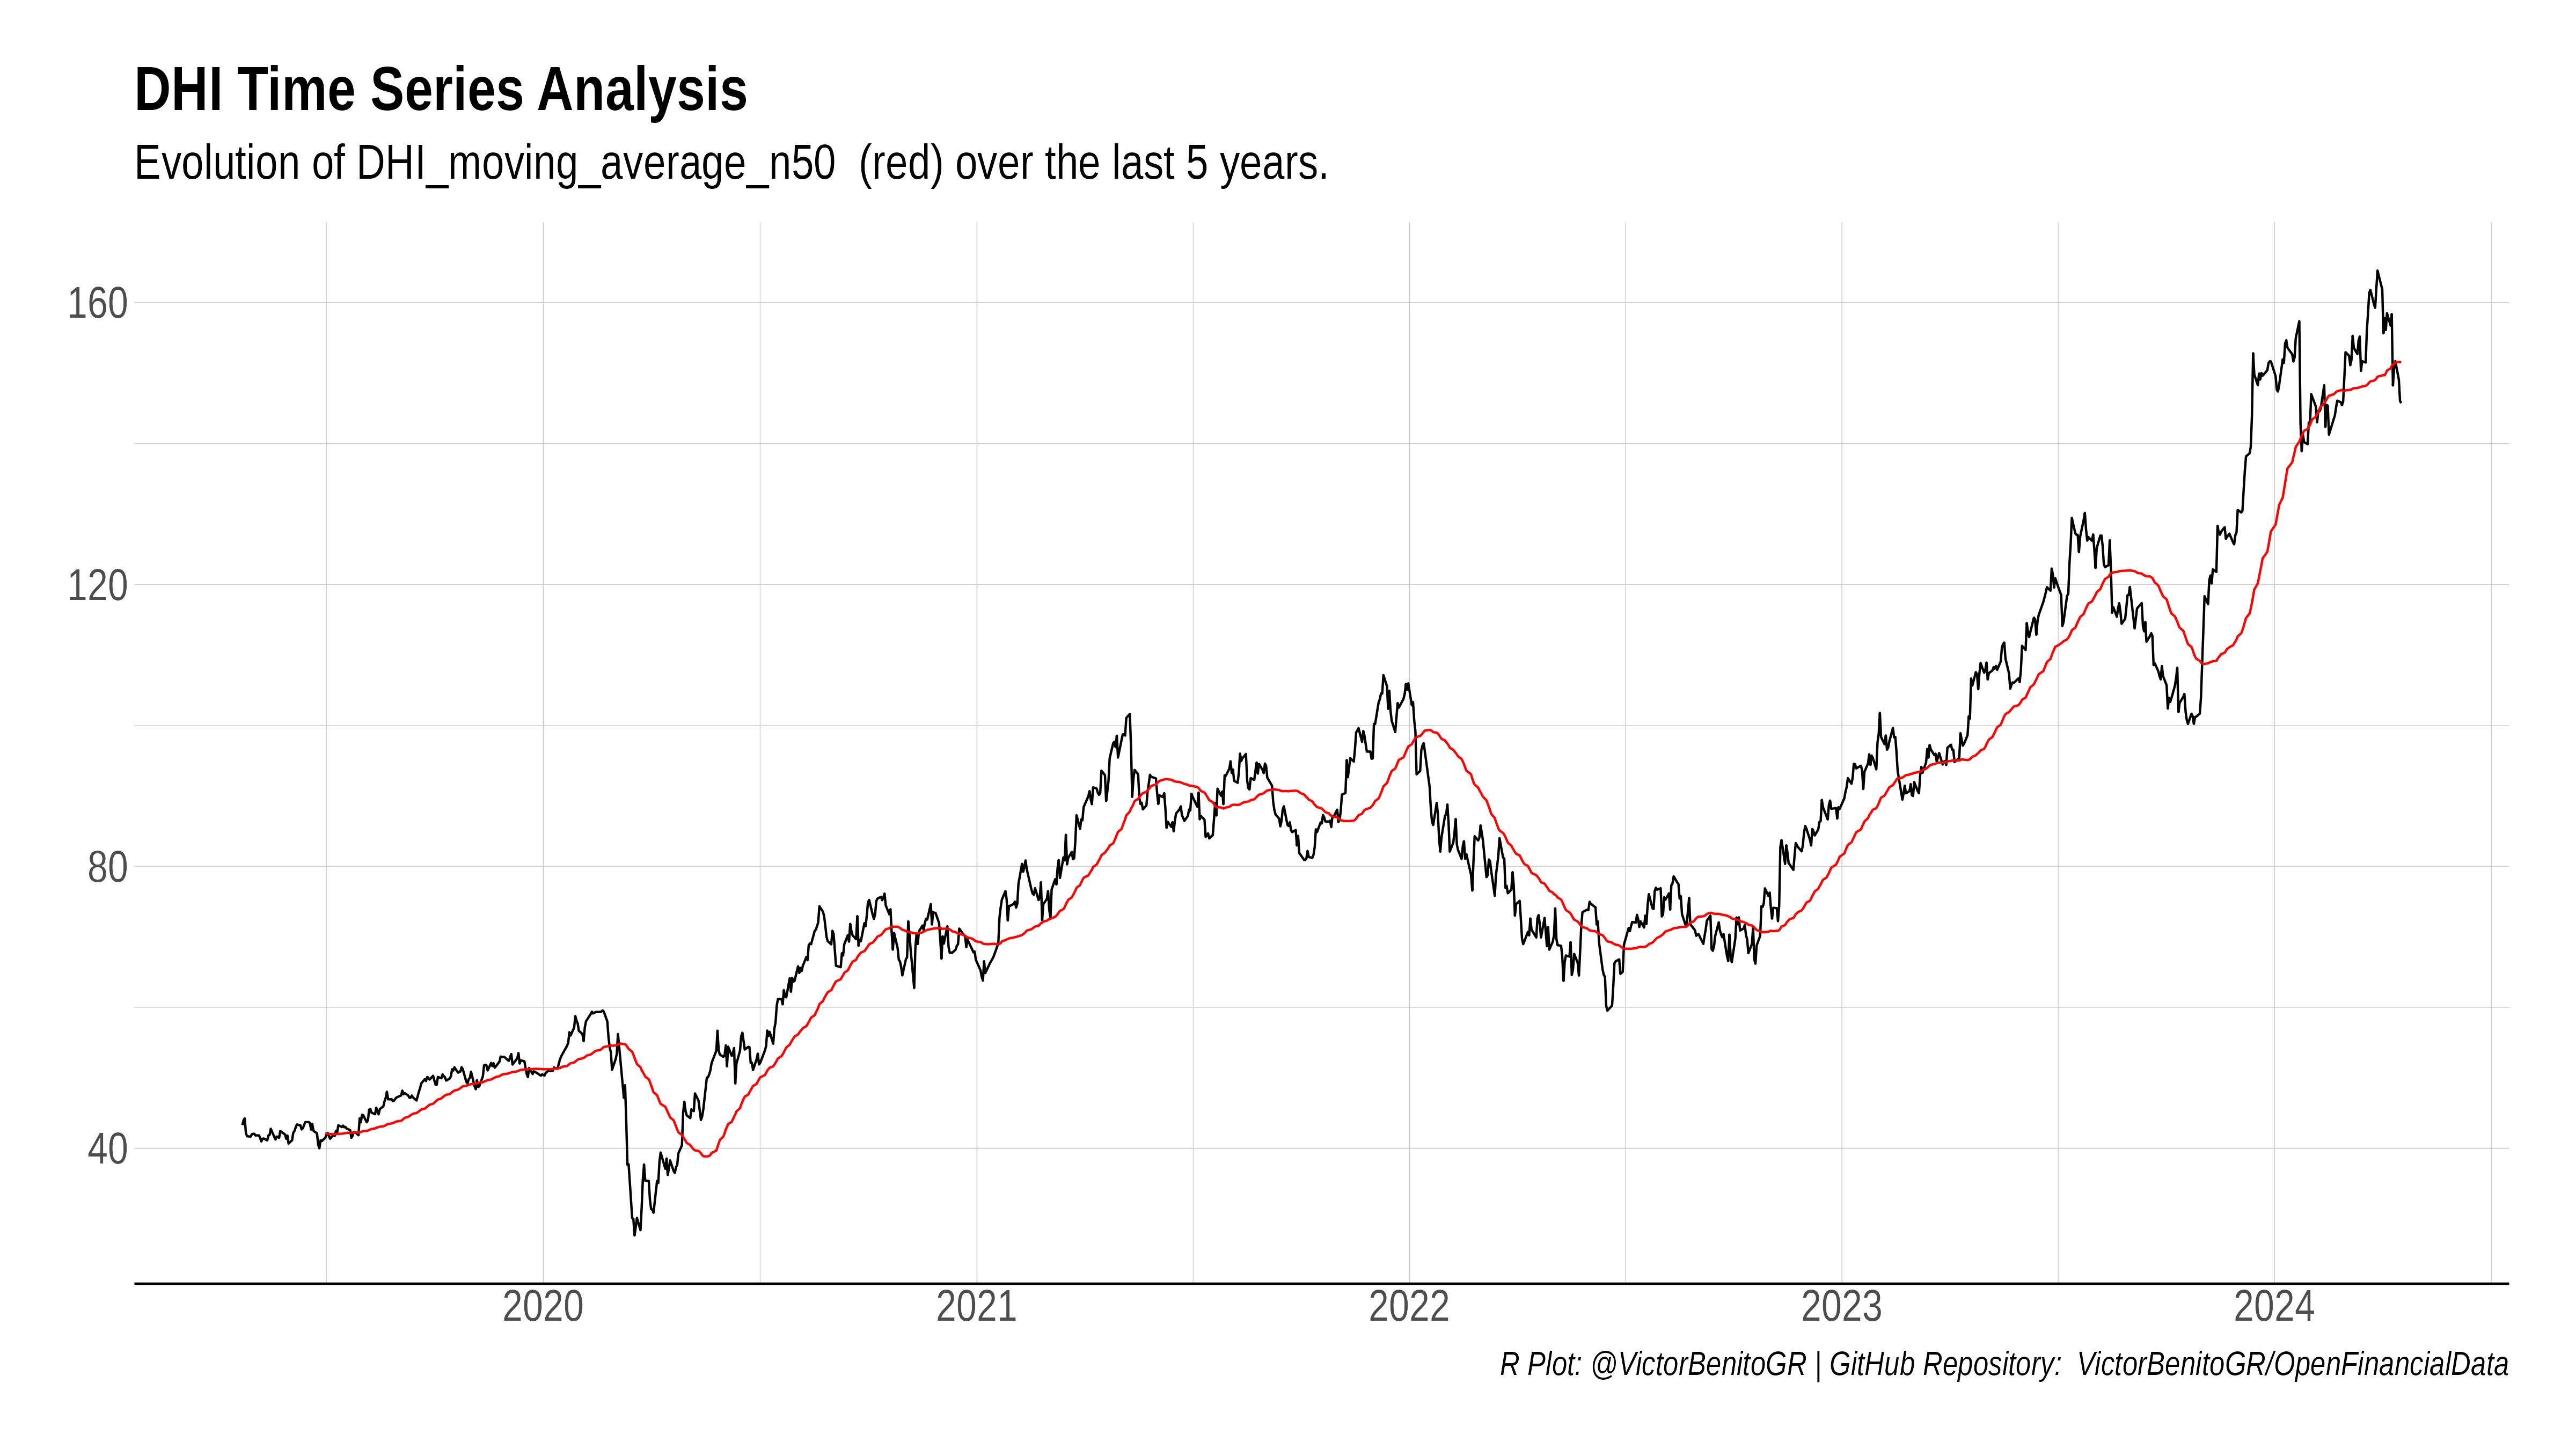 DHI Time Series Analysis
Evolution of DHI_moving_average_n50  (red) over the last 5 years.
160
120
80
40
2020 2021 2022 2023 2024
R Plot: @VictorBenitoGR | GitHub Repository:  VictorBenitoGR/OpenFinancialData